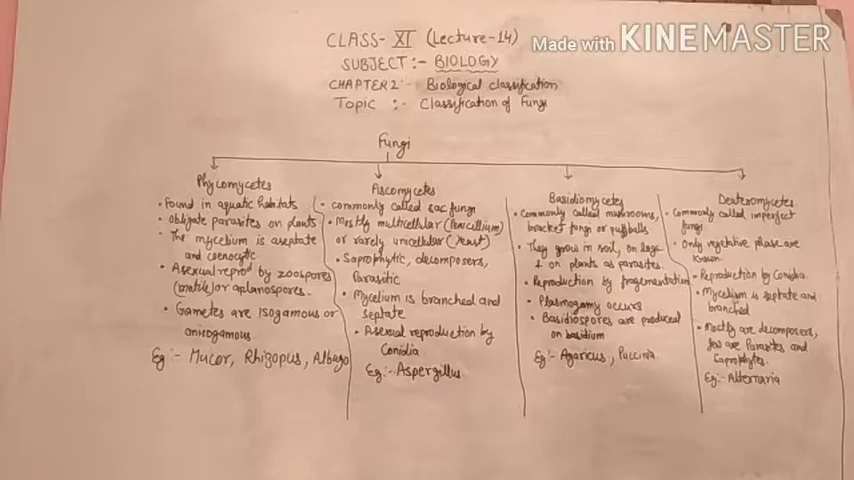 CLASS- XI (Lecture-14)
Made with KINEMASTER
SUBJECT :- BIOLOGY
CHAPTER 2 :- Biological classification
Topic :- Classification of Fungi
Fungi
Phycomycetes
• Found in aquatic habitats
• Obligate parasites on plants
• The mycelium is aseptate
and coenocytic
• Asexual reprod by zoospores
(motile) or aplanospores.
• Gametes are isogamous or
anisogamous
Eg :- Mucor, Rhizopus, Albugo
Ascomycetes
• commonly called sac fungi
• Mostly multicellular (Penicillium)
or rarely unicellular (Yeast)
• Saprophytic, decomposers,
Parasitic
• Mycelium is branched and
septate
• Asexual reproduction by
Conidia
Eg:- Aspergillus
Basidiomycetes
• Commonly called mushrooms,
bracket fungi or puffballs
• They grow in soil, on logs
& on plants as parasites.
• Reproduction by fragementation
• Plasmogamy occurs
• Basidiospores are produced
on basidium
Eg :- Agaricus, Puccinia
Deuteromycetes
• Commonly called imperfect
fungi
• Only vegetative phase are
known
• Reproduction by Conidia
• Mycelium is septate and
branched
• Mostly are decomposers,
few are Parasites and
Saprophytes.
Eg :- Alternaria